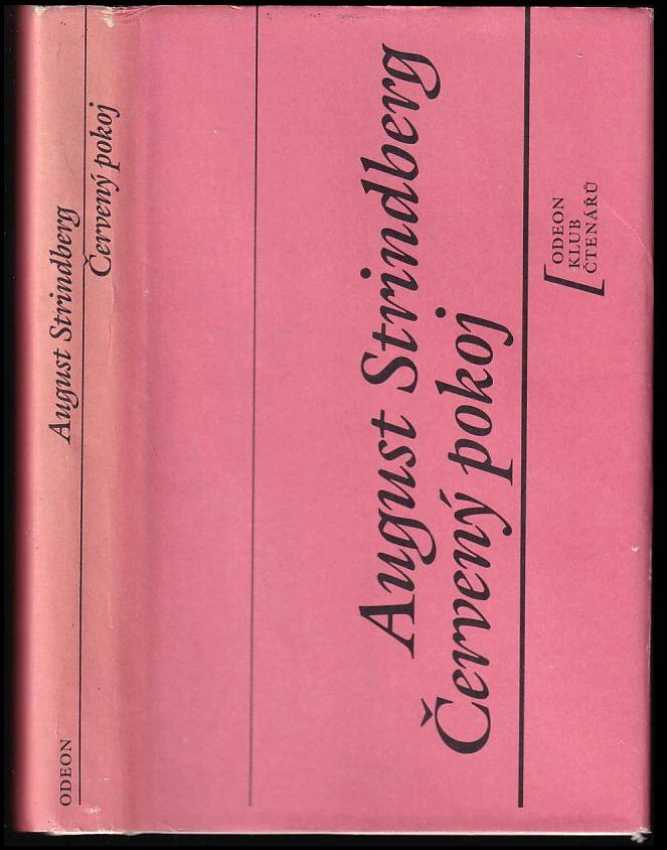 August Strindberg
Červený pokoj
ODEON
August Strindberg
Červený pokoj
ODEON
KLUB
ČTENÁŘŮ